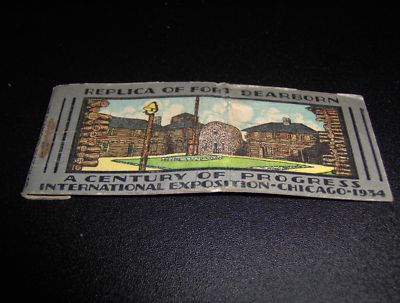 REPLICA OF FORT DEARBORN
A CENTURY OF PROGRESS
INTERNATIONAL EXPOSITION-CHICAGO-1934